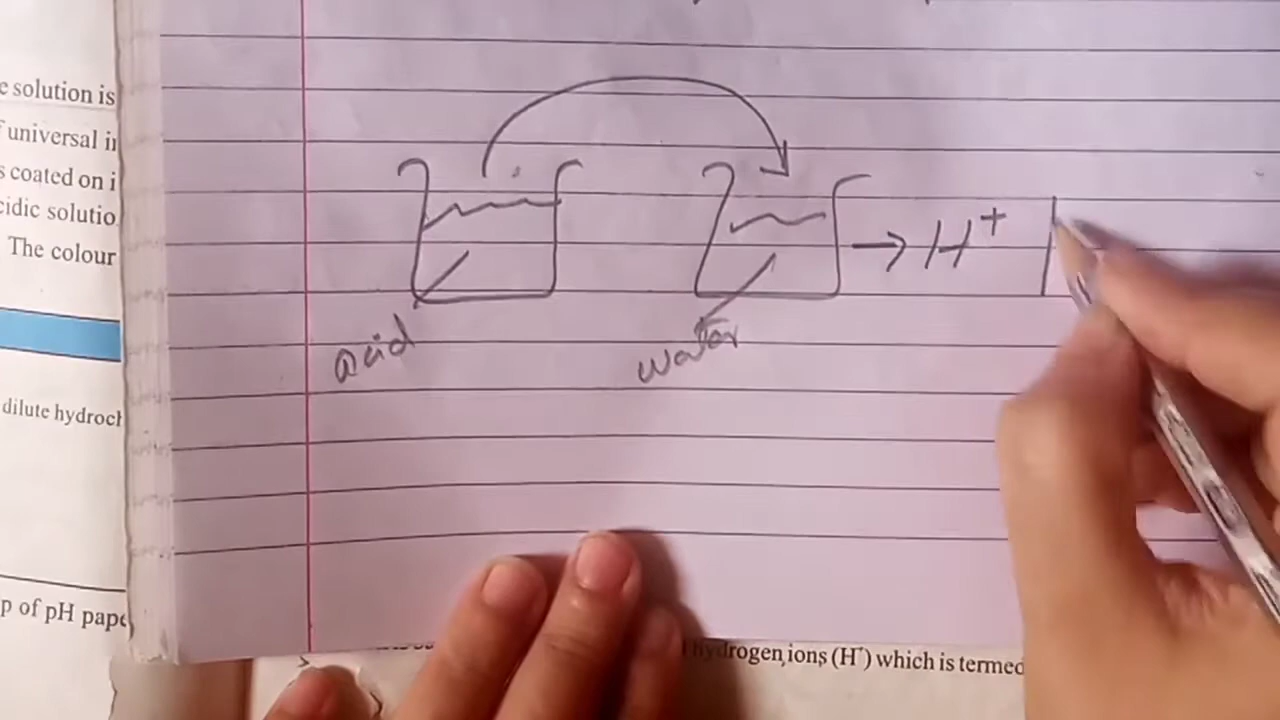 e solution is
universal i
s coated on i
cidic solutio
The colour
→ H⁺
acid
water
dilute hydroch
p of pH pape
hydrogen ions (H⁺) which is termed